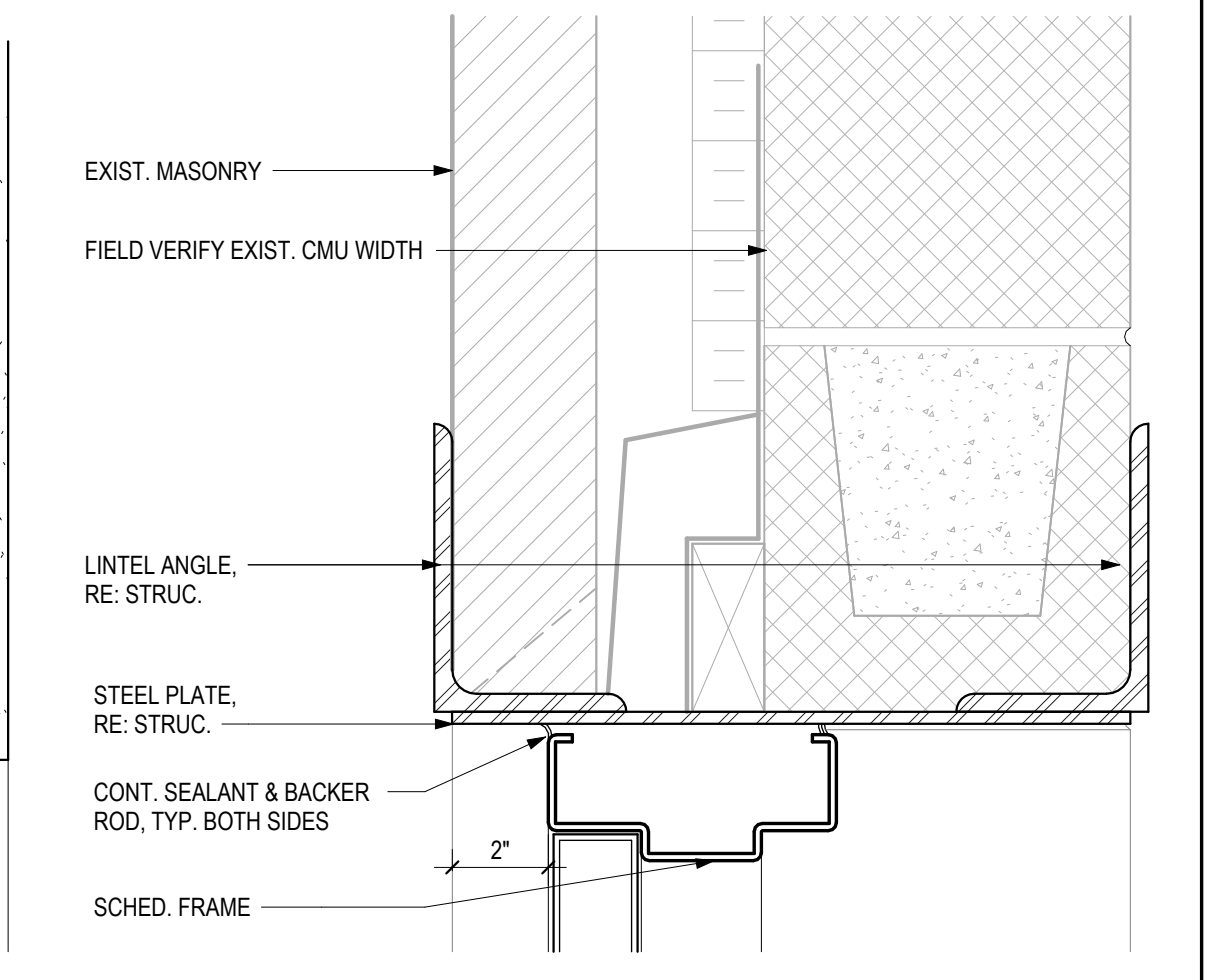 EXIST. MASONRY
FIELD VERIFY EXIST. CMU WIDTH
LINTEL ANGLE,
RE: STRUC.
STEEL PLATE,
RE: STRUC.
CONT. SEALANT & BACKER
ROD, TYP. BOTH SIDES
2"
SCHED. FRAME